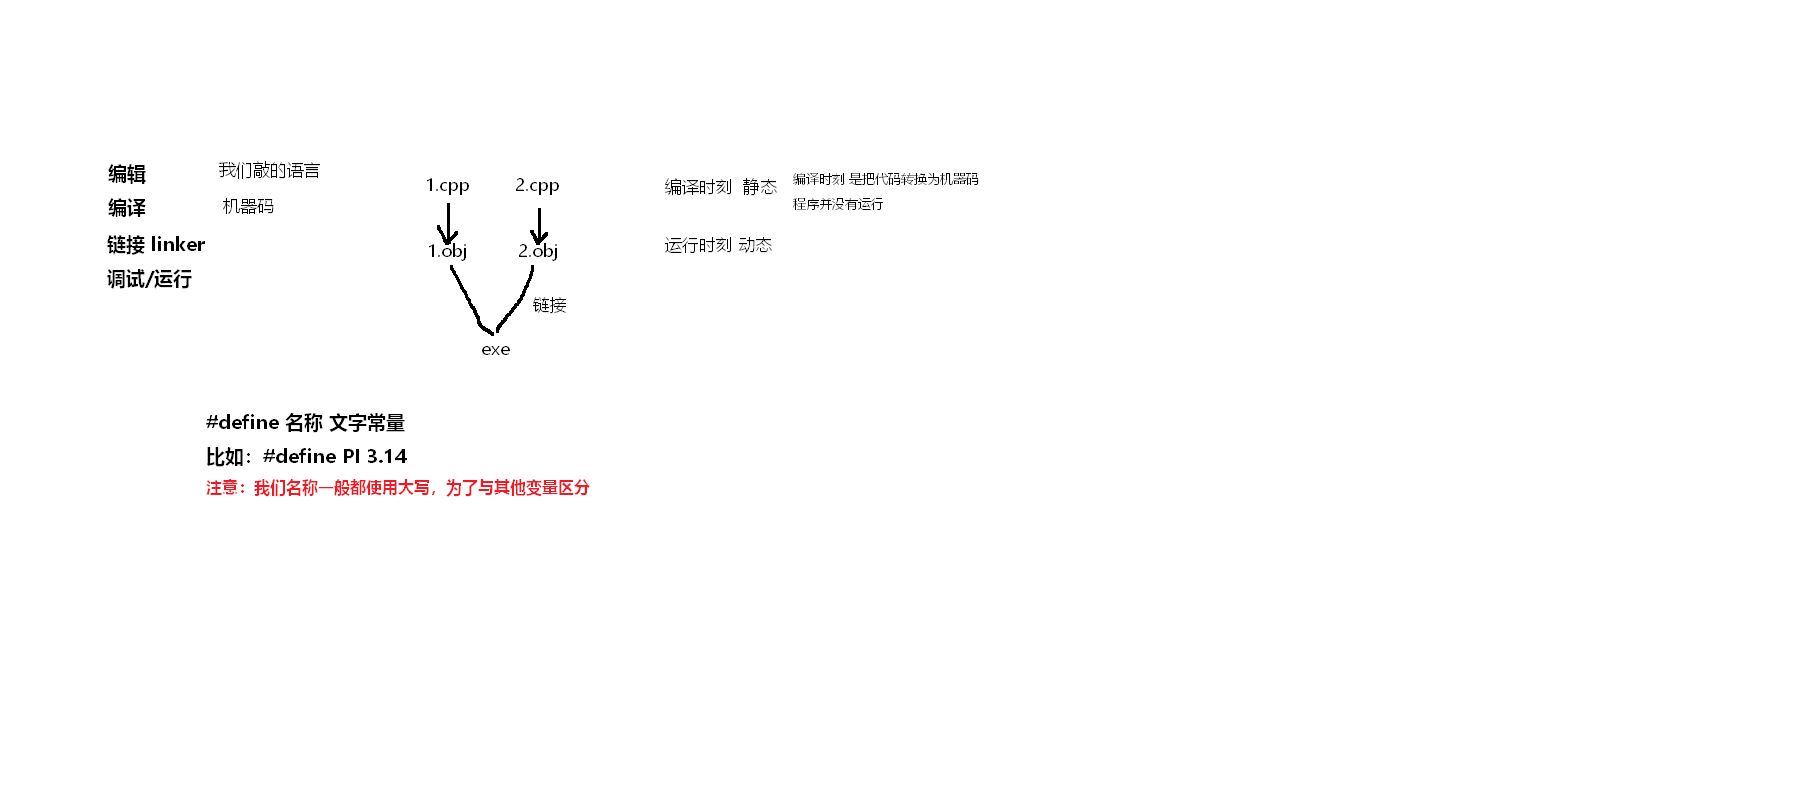 编辑
我们敲的语言
编译
机器码
链接 linker
调试/运行
1.cpp
2.cpp
1.obj
2.obj
链接
exe
编译时刻 静态
编译时刻 是把代码转换为机器码
程序并没有运行
运行时刻 动态
#define 名称 文字常量
比如：#define PI 3.14
注意：我们名称一般都使用大写，为了与其他变量区分